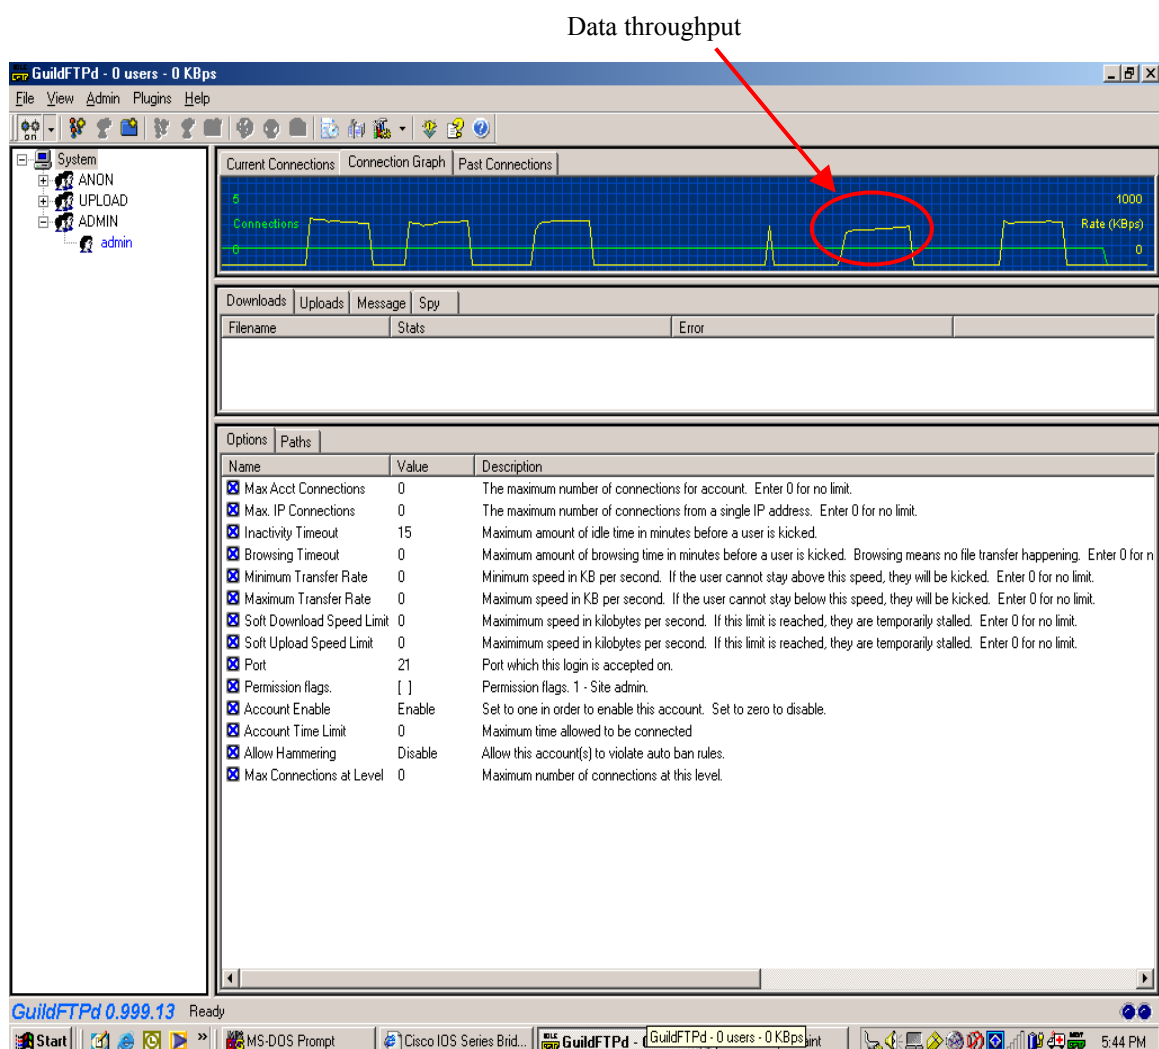 Data throughput
GuildFTPd - 0 users - 0 KBps
File View Admin Plugins Help
on
System
ANON
UPLOAD
ADMIN
admin
Current Connections Connection Graph Past Connections
5 1000
Connections Rate (KBps)
0 0
Downloads Uploads Message Spy
Filename Stats Error
Options Paths
Name Value Description
Max Acct Connections 0 The maximum number of connections for account. Enter 0 for no limit.
Max. IP Connections 0 The maximum number of connections from a single IP address. Enter 0 for no limit.
Inactivity Timeout 15 Maximum amount of idle time in minutes before a user is kicked.
Browsing Timeout 0 Maximum amount of browsing time in minutes before a user is kicked. Browsing means no file transfer happening. Enter 0 for n
Minimum Transfer Rate 0 Minimum speed in KB per second. If the user cannot stay above this speed, they will be kicked. Enter 0 for no limit.
Maximum Transfer Rate 0 Maximum speed in KB per second. If the user cannot stay below this speed, they will be kicked. Enter 0 for no limit.
Soft Download Speed Limit 0 Maximimum speed in kilobytes per second. If this limit is reached, they are temporarily stalled. Enter 0 for no limit.
Soft Upload Speed Limit 0 Maximimum speed in kilobytes per second. If this limit is reached, they are temporarily stalled. Enter 0 for no limit.
Port 21 Port which this login is accepted on.
Permission flags. [ ] Permission flags. 1 - Site admin.
Account Enable Enable Set to one in order to enable this account. Set to zero to disable.
Account Time Limit 0 Maximum time allowed to be connected
Allow Hammering Disable Allow this account(s) to violate auto ban rules.
Max Connections at Level 0 Maximum number of connections at this level.
GuildFTPd 0.999.13 Ready
Start » MS-DOS Prompt Cisco IOS Series Brid... GuildFTPd - GuildFTPd - 0 users - 0 KBps int 5:44 PM